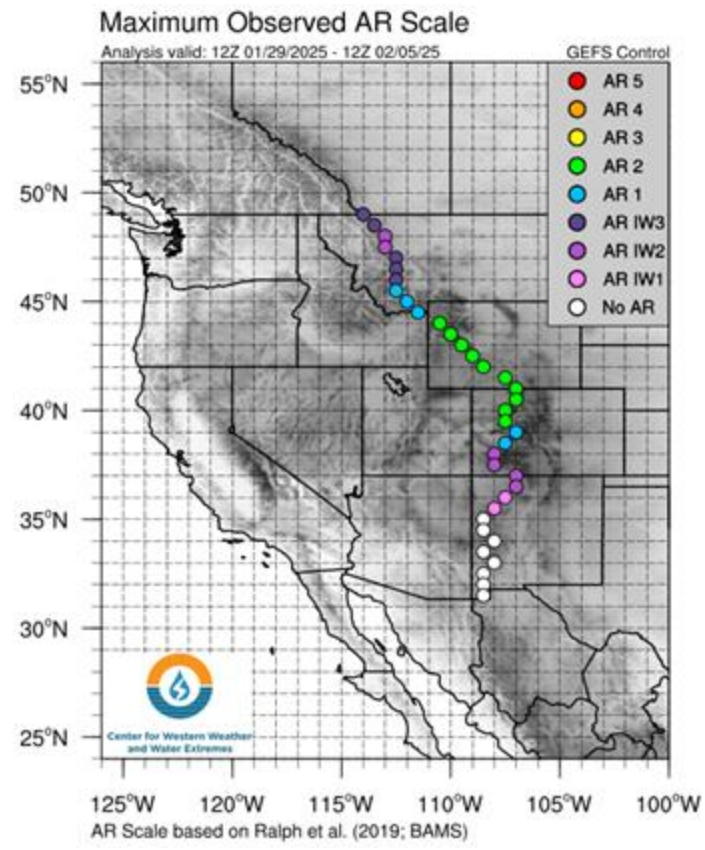 Maximum Observed AR Scale
Analysis valid: 12Z 01/29/2025 - 12Z 02/05/25 GEFS Control
55°N
50°N
45°N
40°N
35°N
30°N
25°N
AR 5
AR 4
AR 3
AR 2
AR 1
AR IW3
AR IW2
AR IW1
No AR
Center for Western Weather
and Water Extremes
125°W 120°W 115°W 110°W 105°W 100°W
AR Scale based on Ralph et al. (2019; BAMS)